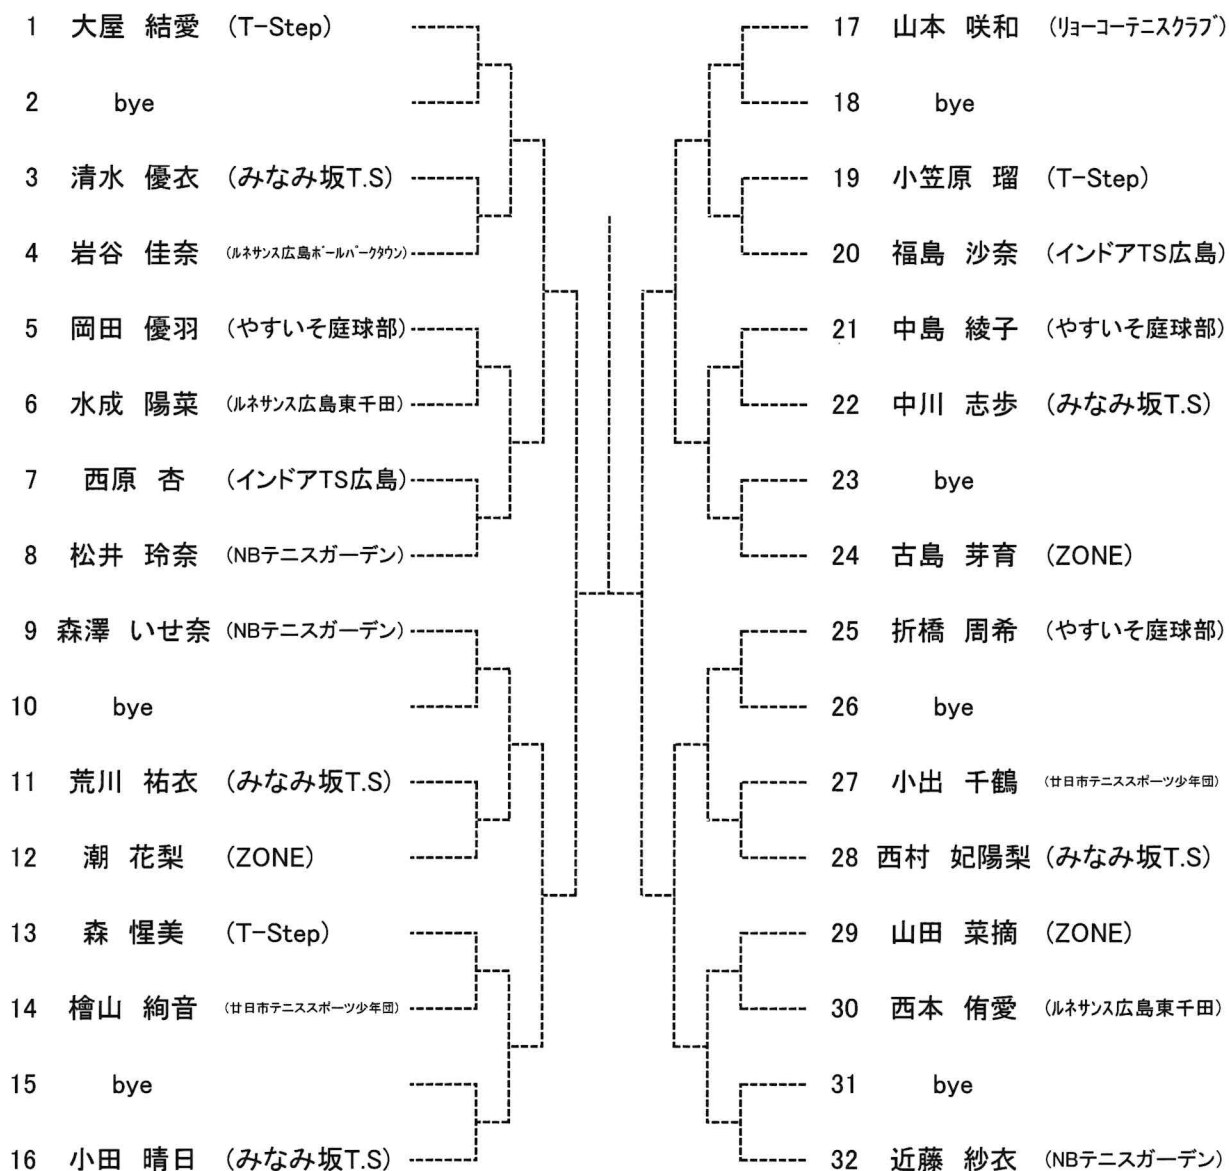 1 大屋 結愛 (T-Step)
2 bye
3 清水 優衣 (みなみ坂T.S)
4 岩谷 佳奈 (ルネサンス広島ボールパークタウン)
5 岡田 優羽 (やすいそ庭球部)
6 水成 陽菜 (ルネサンス広島東千田)
7 西原 杏 (インドアTS広島)
8 松井 玲奈 (NBテニスガーデン)
9 森澤 いせ奈 (NBテニスガーデン)
10 bye
11 荒川 祐衣 (みなみ坂T.S)
12 潮 花梨 (ZONE)
13 森 惺美 (T-Step)
14 檜山 絢音 (廿日市テニススポーツ少年団)
15 bye
16 小田 晴日 (みなみ坂T.S)
17 山本 咲和 (リョーコーテニスクラブ)
18 bye
19 小笠原 瑠 (T-Step)
20 福島 沙奈 (インドアTS広島)
21 中島 綾子 (やすいそ庭球部)
22 中川 志歩 (みなみ坂T.S)
23 bye
24 古島 芽育 (ZONE)
25 折橋 周希 (やすいそ庭球部)
26 bye
27 小出 千鶴 (廿日市テニススポーツ少年団)
28 西村 妃陽梨 (みなみ坂T.S)
29 山田 菜摘 (ZONE)
30 西本 侑愛 (ルネサンス広島東千田)
31 bye
32 近藤 紗衣 (NBテニスガーデン)